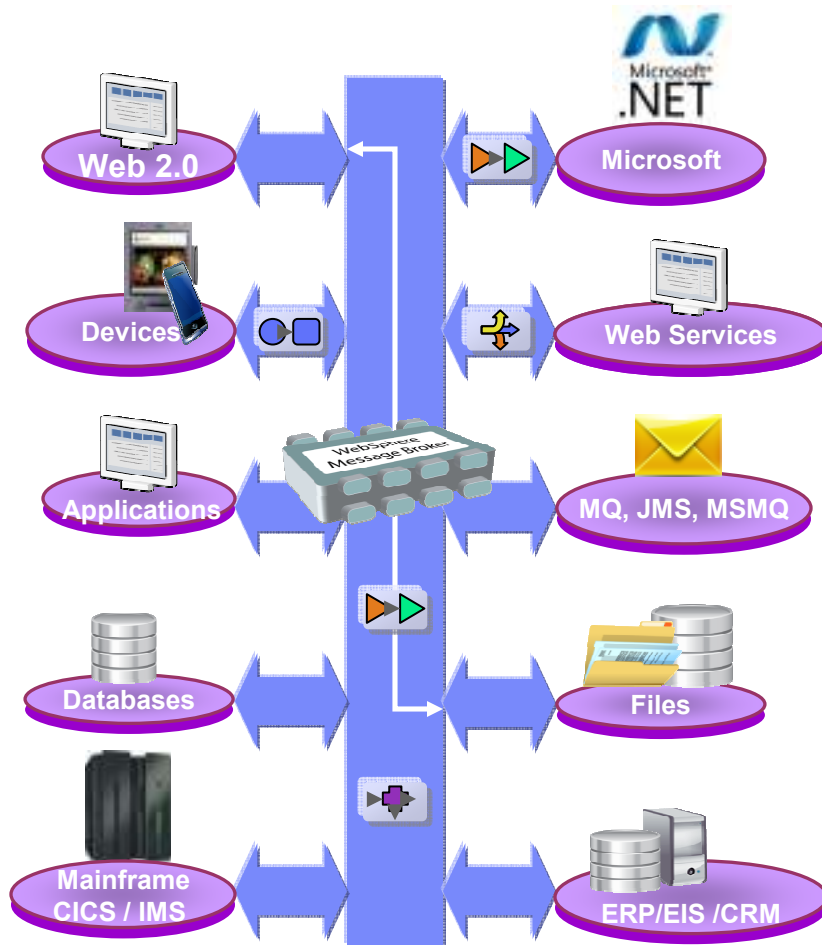 Microsoft®
.NET
Web 2.0
Microsoft
Devices
Web Services
WebSphere
Message Broker
Applications
MQ, JMS, MSMQ
Databases
Files
Mainframe
CICS / IMS
ERP/EIS /CRM